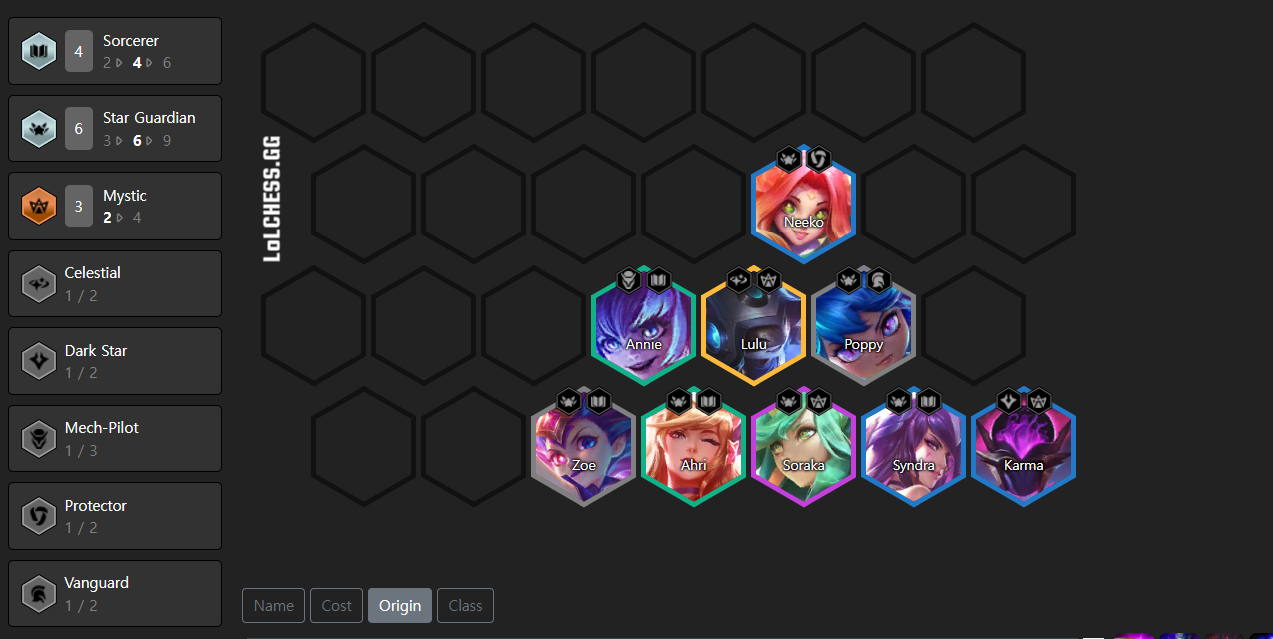 4
Sorcerer
2 4 6
6
Star Guardian
3 6 9
3
Mystic
2 4
Celestial
1 / 2
Dark Star
1 / 2
Mech-Pilot
1 / 3
Protector
1 / 2
Vanguard
1 / 2
LoLCHESS.GG
Neeko
Annie Lulu Poppy
Zoe Ahri Soraka Syndra Karma
Name Cost Origin Class